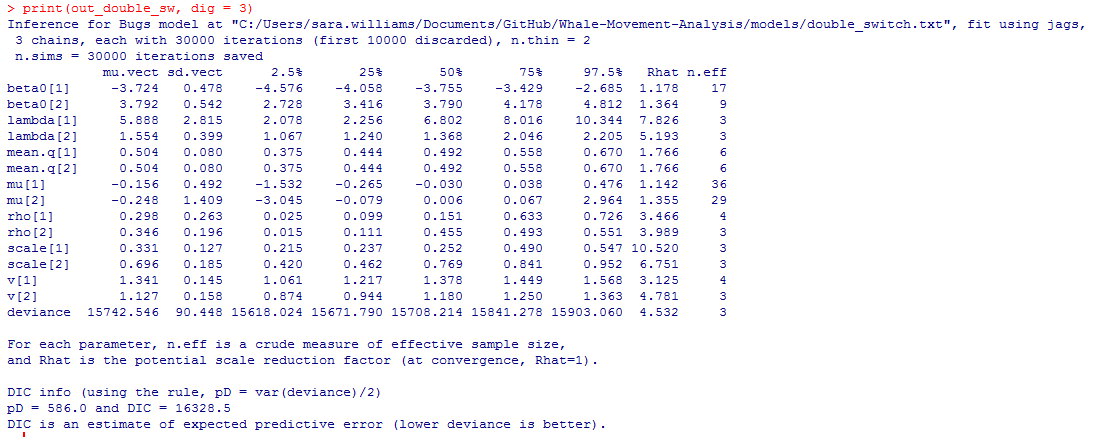 > print(out_double_sw, dig = 3)
Inference for Bugs model at "C:/Users/sara.williams/Documents/GitHub/Whale-Movement-Analysis/models/double_switch.txt", fit using jags,
 3 chains, each with 30000 iterations (first 10000 discarded), n.thin = 2
 n.sims = 30000 iterations saved
            mu.vect sd.vect      2.5%       25%       50%       75%     97.5%   Rhat n.eff
beta0[1]     -3.724   0.478    -4.576    -4.058    -3.755    -3.429    -2.685  1.178    17
beta0[2]      3.792   0.542     2.728     3.416     3.790     4.178     4.812  1.364     9
lambda[1]     5.888   2.815     2.078     2.256     6.802     8.016    10.344  7.826     3
lambda[2]     1.554   0.399     1.067     1.240     1.368     2.046     2.205  5.193     3
mean.q[1]     0.504   0.080     0.375     0.444     0.492     0.558     0.670  1.766     6
mean.q[2]     0.504   0.080     0.375     0.444     0.492     0.558     0.670  1.766     6
mu[1]        -0.156   0.492    -1.532    -0.265    -0.030     0.038     0.476  1.142    36
mu[2]        -0.248   1.409    -3.045    -0.079     0.006     0.067     2.964  1.355    29
rho[1]        0.298   0.263     0.025     0.099     0.151     0.633     0.726  3.466     4
rho[2]        0.346   0.196     0.015     0.111     0.455     0.493     0.551  3.989     3
scale[1]      0.331   0.127     0.215     0.237     0.252     0.490     0.547 10.520     3
scale[2]      0.696   0.185     0.420     0.462     0.769     0.841     0.952  6.751     3
v[1]          1.341   0.145     1.061     1.217     1.378     1.449     1.568  3.125     4
v[2]          1.127   0.158     0.874     0.944     1.180     1.250     1.363  4.781     3
deviance  15742.546  90.448 15618.024 15671.790 15708.214 15841.278 15903.060  4.532     3
For each parameter, n.eff is a crude measure of effective sample size,
and Rhat is the potential scale reduction factor (at convergence, Rhat=1).
DIC info (using the rule, pD = var(deviance)/2)
pD = 586.0 and DIC = 16328.5
DIC is an estimate of expected predictive error (lower deviance is better).